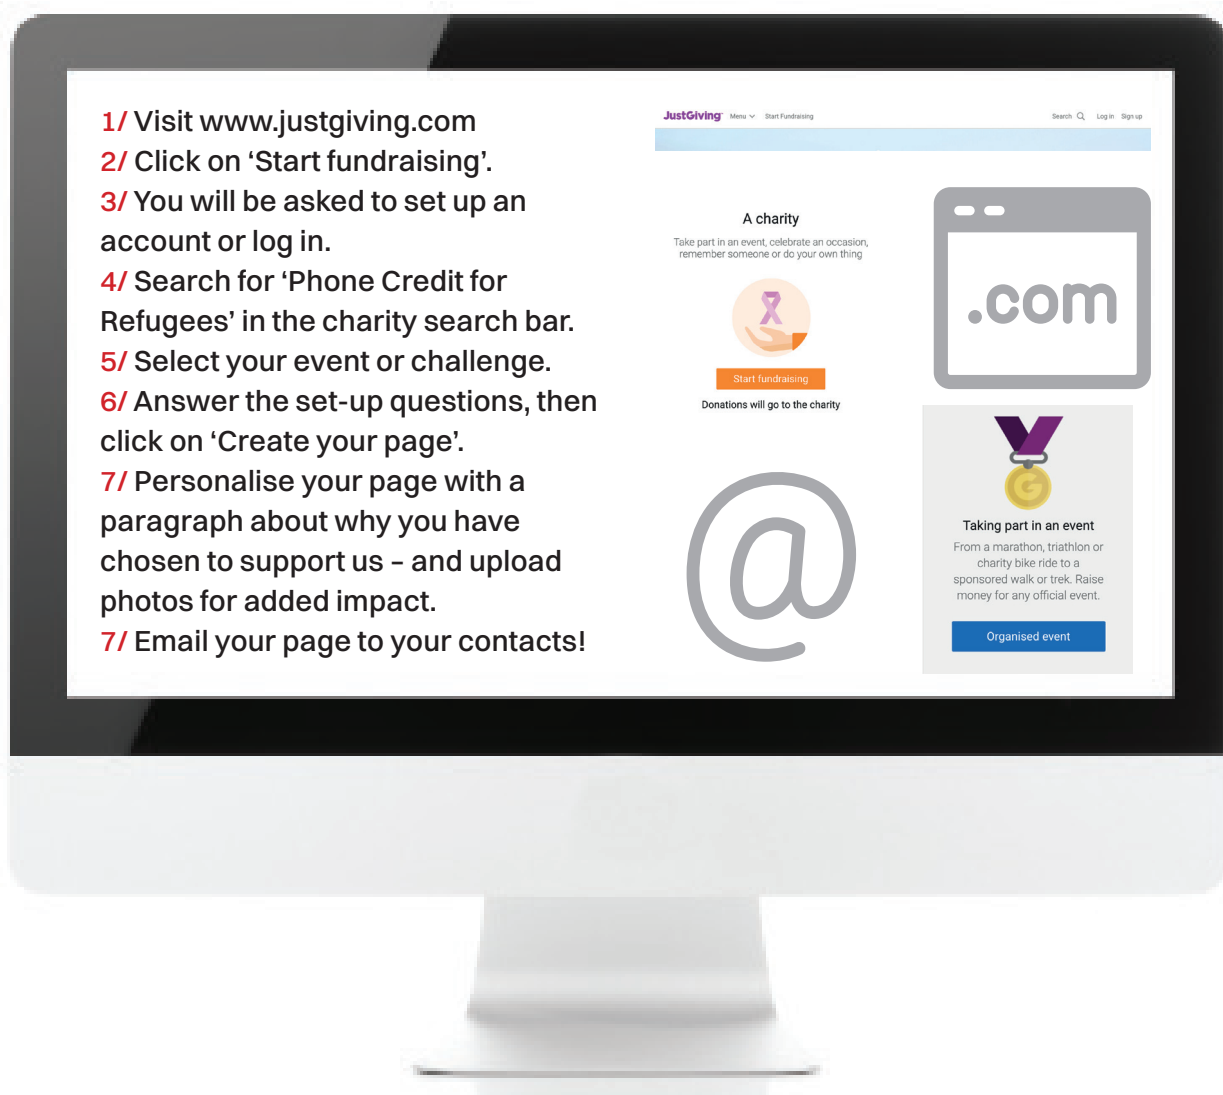 1/ Visit www.justgiving.com
2/ Click on ‘Start fundraising’.
3/ You will be asked to set up an
account or log in.
4/ Search for ‘Phone Credit for
Refugees’ in the charity search bar.
5/ Select your event or challenge.
6/ Answer the set-up questions, then
click on ‘Create your page’.
7/ Personalise your page with a
paragraph about why you have
chosen to support us – and upload
photos for added impact.
7/ Email your page to your contacts!
JustGiving™ Menu Start Fundraising Search Log in Sign up
A charity
Take part in an event, celebrate an occasion,
remember someone or do your own thing
Start fundraising
Donations will go to the charity
.com
@
G
Taking part in an event
From a marathon, triathlon or
charity bike ride to a
sponsored walk or trek. Raise
money for any official event.
Organised event